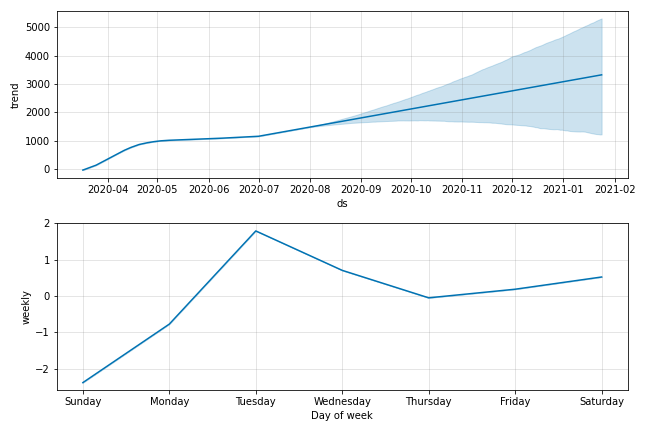 5000
4000
3000
2000
1000
0
trend
2020-04 2020-05 2020-06 2020-07 2020-08 2020-09 2020-10 2020-11 2020-12 2021-01 2021-02
ds
2
1
0
−1
−2
weekly
Sunday Monday Tuesday Wednesday Thursday Friday Saturday
Day of week